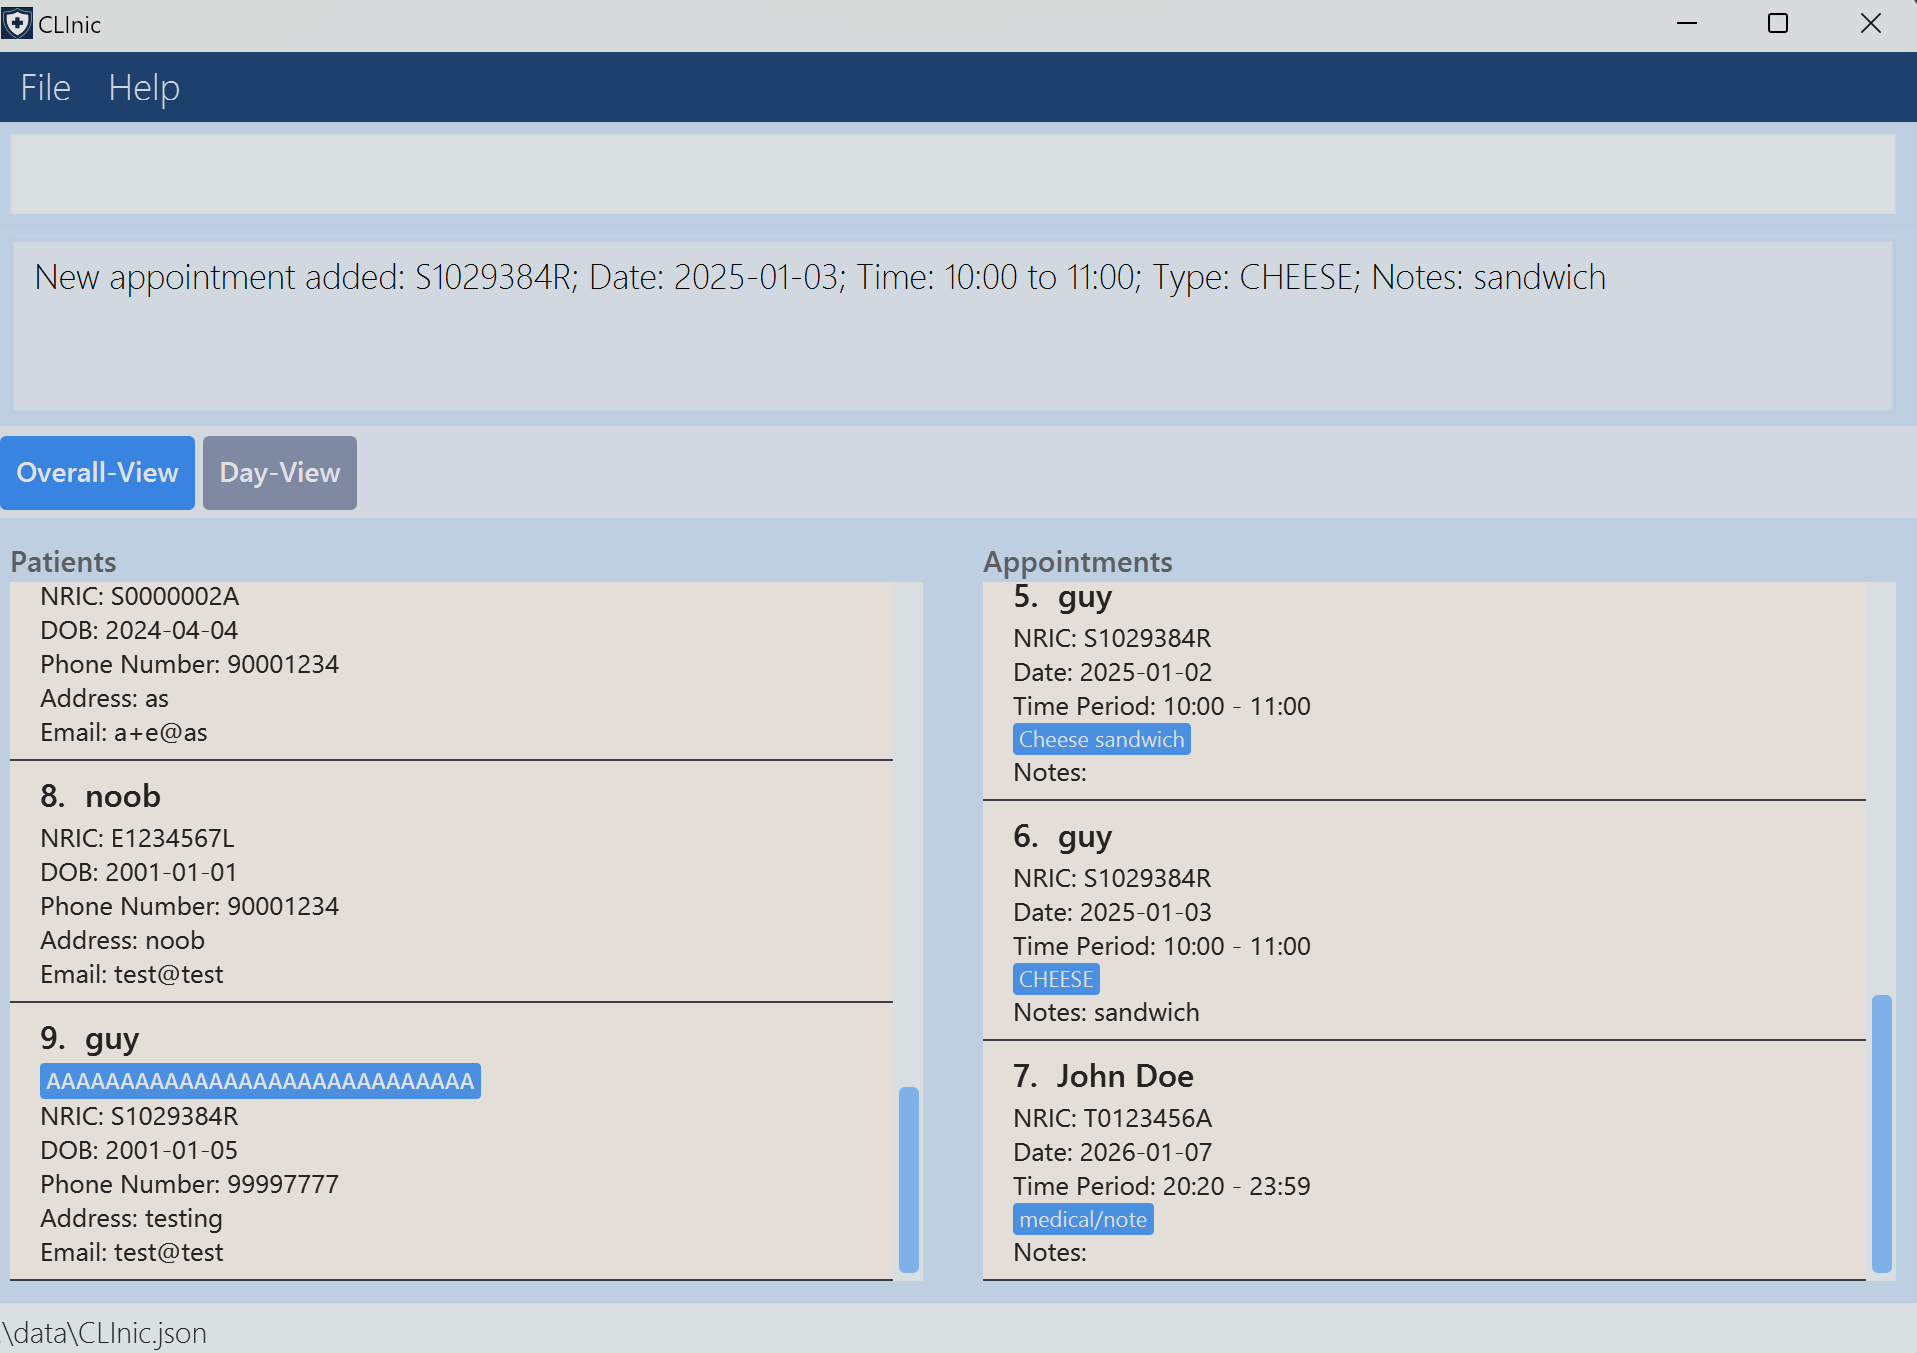 CLInic
File Help
New appointment added: S1029384R; Date: 2025-01-03; Time: 10:00 to 11:00; Type: CHEESE; Notes: sandwich
Overall-View Day-View
Patients
NRIC: S0000002A
DOB: 2024-04-04
Phone Number: 90001234
Address: as
Email: a+e@as
8. noob
NRIC: E1234567L
DOB: 2001-01-01
Phone Number: 90001234
Address: noob
Email: test@test
9. guy
AAAAAAAAAAAAAAAAAAAAAAAAAAAAA
NRIC: S1029384R
DOB: 2001-01-05
Phone Number: 99997777
Address: testing
Email: test@test
Appointments
5. guy
NRIC: S1029384R
Date: 2025-01-02
Time Period: 10:00 - 11:00
Cheese sandwich
Notes:
6. guy
NRIC: S1029384R
Date: 2025-01-03
Time Period: 10:00 - 11:00
CHEESE
Notes: sandwich
7. John Doe
NRIC: T0123456A
Date: 2026-01-07
Time Period: 20:20 - 23:59
medical/note
Notes:
.\data\CLInic.json